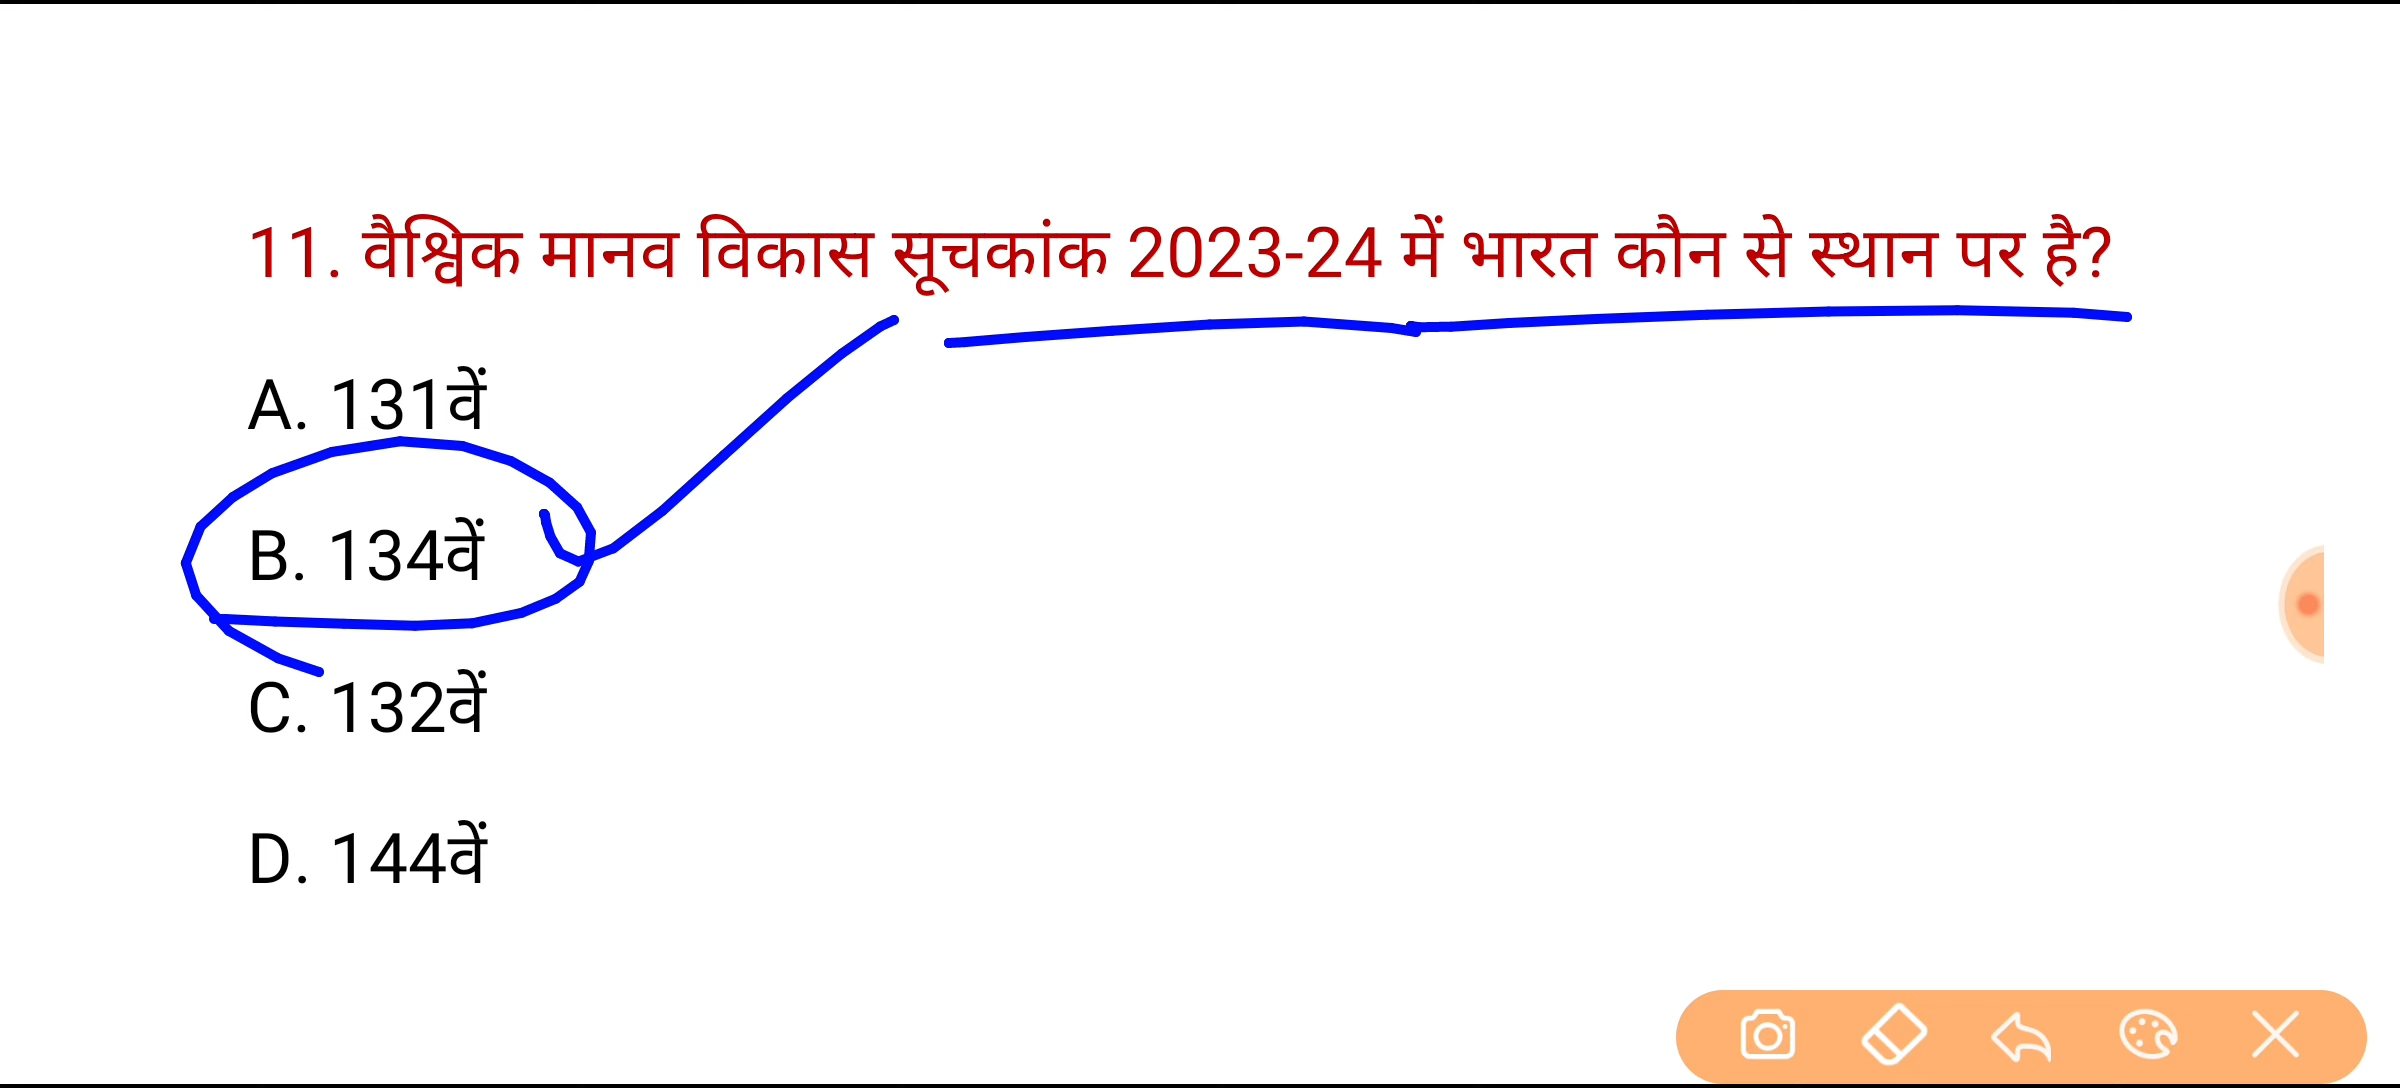 11. वैश्विक मानव विकास सूचकांक 2023-24 में भारत कौन से स्थान पर है?
A. 131वें
B. 134वें
C. 132वें
D. 144वें